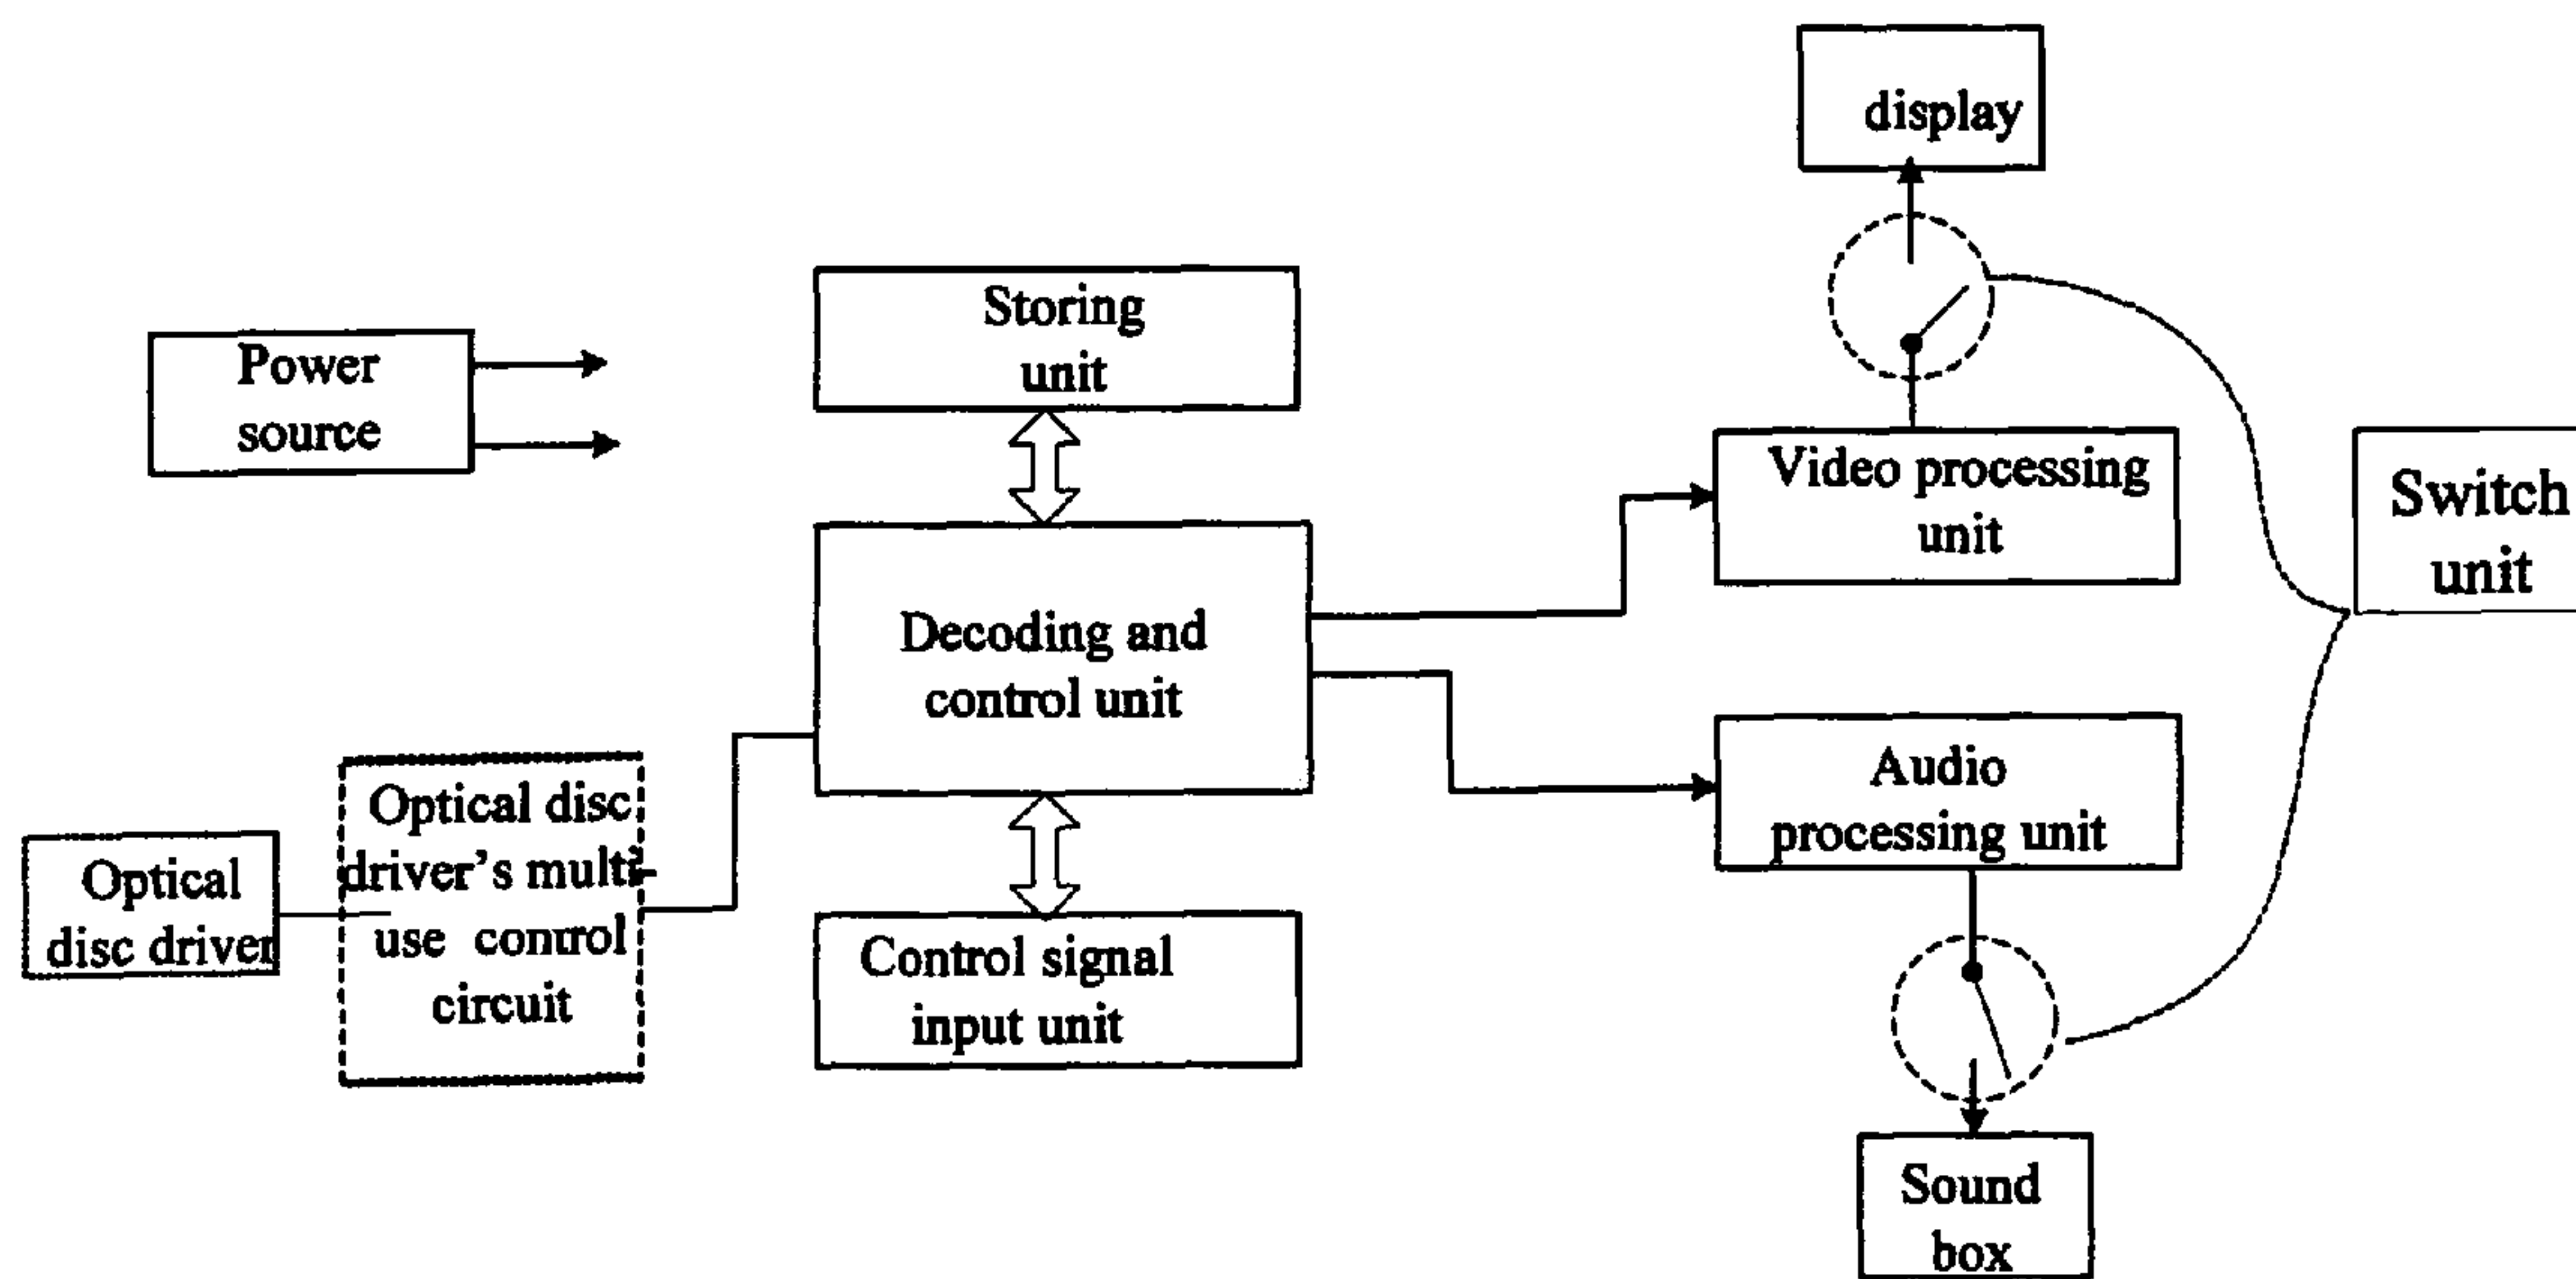 display
Storing
unit
Power
source
Video processing
unit
Switch
unit
Decoding and
control unit
Audio
processing unit
Optical disc
driver's multi-
use control
circuit
Optical
disc driver
Control signal
input unit
Sound
box